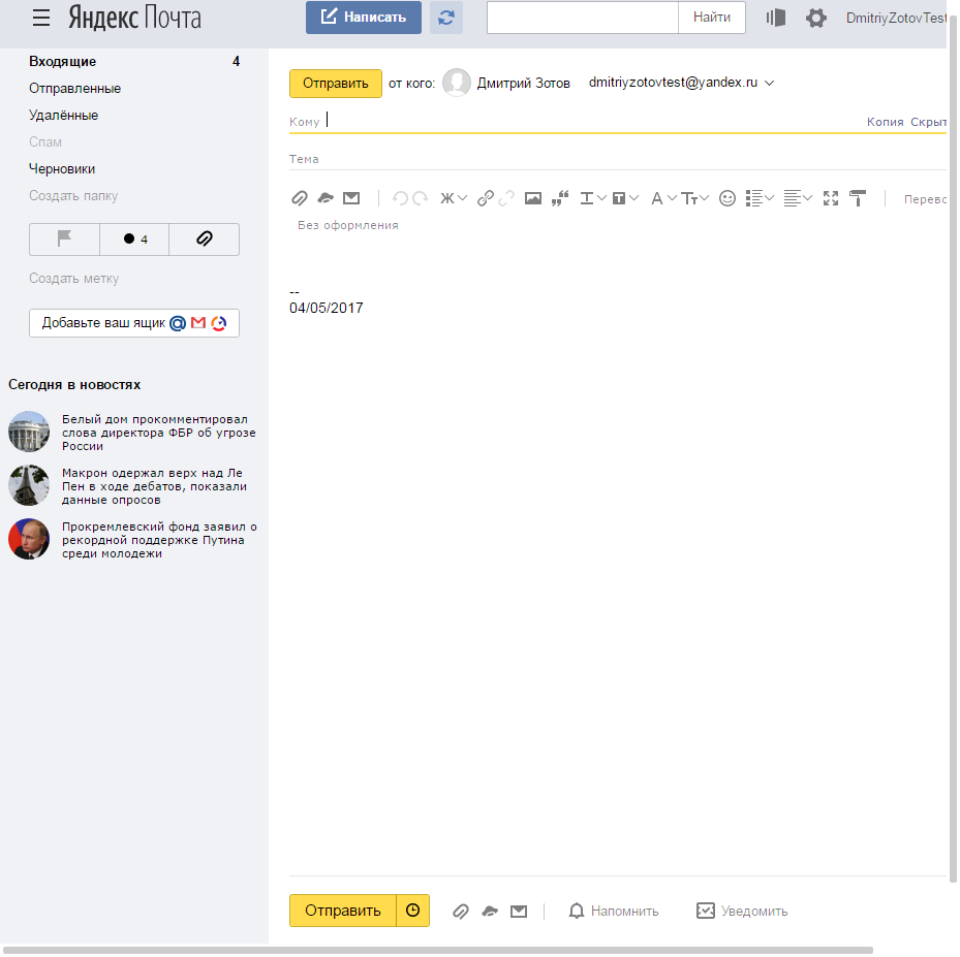 Яндекс Почта
Написать
Найти
DmitriyZotovTest
Входящие 4
Отправленные
Удалённые
Спам
Черновики
Создать папку
4
Создать метку
Добавьте ваш ящик
Сегодня в новостях
Белый дом прокомментировал
слова директора ФБР об угрозе
России
Макрон одержал верх над Ле
Пен в ходе дебатов, показали
данные опросов
Прокремлевский фонд заявил о
рекордной поддержке Путина
среди молодежи
Отправить от кого: Дмитрий Зотов dmitriyzotovtest@yandex.ru
Кому Копия Скрыт
Тема
Ж Т Т А Тт Перевс
Без оформления
--
04/05/2017
Отправить Напомнить Уведомить